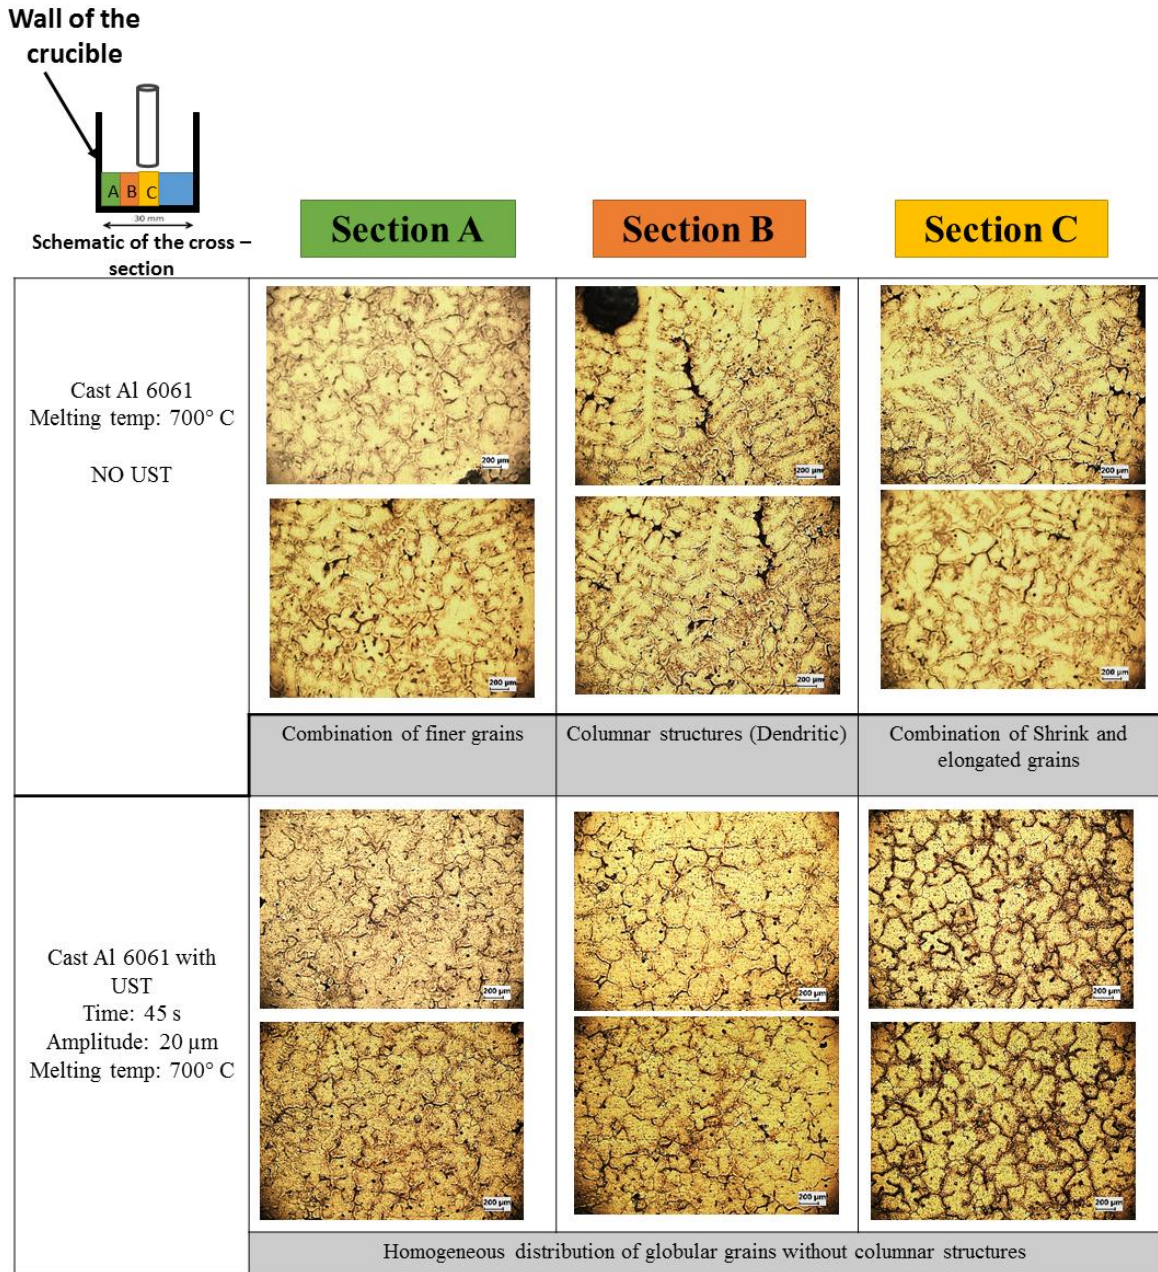 Wall of the
crucible
A B C
30 mm
Schematic of the cross –
section
Section A
Section B
Section C
Cast Al 6061
Melting temp: 700° C
NO UST
200 µm
200 µm
200 µm
200 µm
200 µm
200 µm
Combination of finer grains
Columnar structures (Dendritic)
Combination of Shrink and
elongated grains
Cast Al 6061 with
UST
Time: 45 s
Amplitude: 20 µm
Melting temp: 700° C
200 µm
200 µm
200 µm
200 µm
200 µm
200 µm
Homogeneous distribution of globular grains without columnar structures